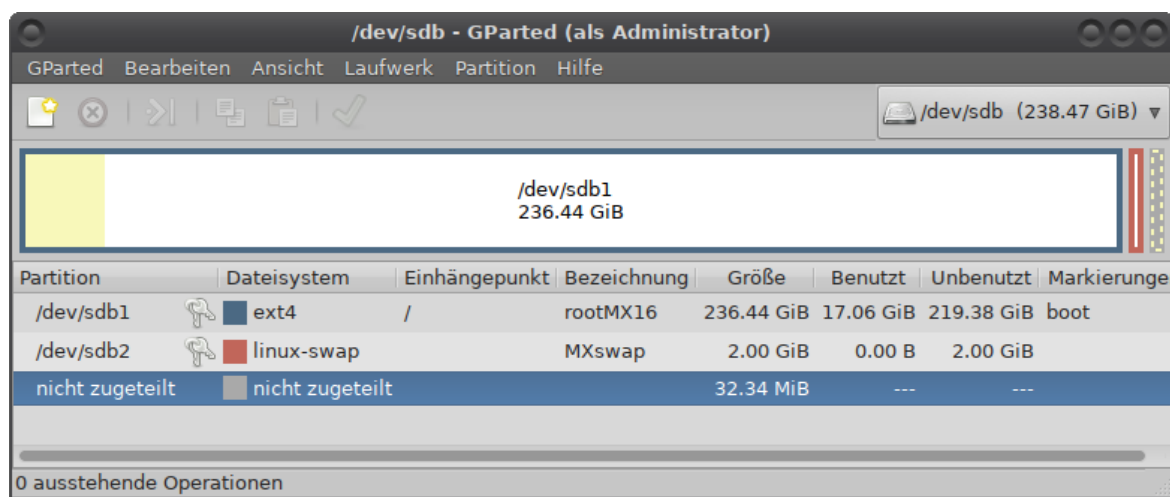 /dev/sdb - GParted (als Administrator)
GParted Bearbeiten Ansicht Laufwerk Partition Hilfe
/dev/sdb (238.47 GiB)
/dev/sdb1
236.44 GiB
Partition Dateisystem Einhängepunkt Bezeichnung Größe Benutzt Unbenutzt Markierunge
/dev/sdb1 ext4 / rootMX16 236.44 GiB 17.06 GiB 219.38 GiB boot
/dev/sdb2 linux-swap MXswap 2.00 GiB 0.00 B 2.00 GiB
nicht zugeteilt nicht zugeteilt 32.34 MiB --- ---
0 ausstehende Operationen